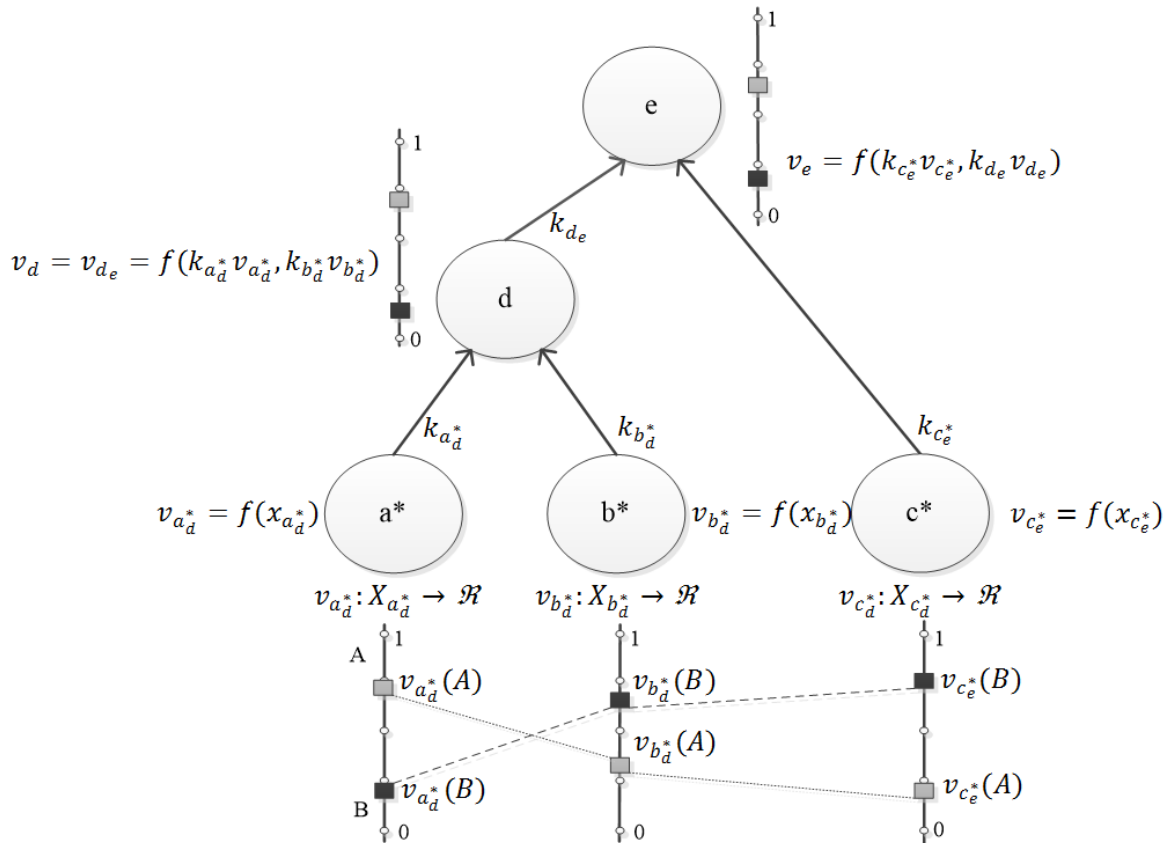 1
e
v_e = f(k_{c_e^*} v_{c_e^*}, k_{d_e} v_{d_e})
0
1
k_{d_e}
v_d = v_{d_e} = f(k_{a_d^*} v_{a_d^*}, k_{b_d^*} v_{b_d^*})
d
0
k_{a_d^*} k_{b_d^*} k_{c_e^*}
v_{a_d^*} = f(x_{a_d^*}) a* b* v_{b_d^*} = f(x_{b_d^*}) c* v_{c_e^*} = f(x_{c_e^*})
v_{a_d^*}: X_{a_d^*} → ℜ v_{b_d^*}: X_{b_d^*} → ℜ v_{c_d^*}: X_{c_d^*} → ℜ
1 1 1
A
v_{a_d^*}(A) v_{b_d^*}(B) v_{c_e^*}(B)
v_{b_d^*}(A)
v_{a_d^*}(B) v_{c_e^*}(A)
B
0 0 0